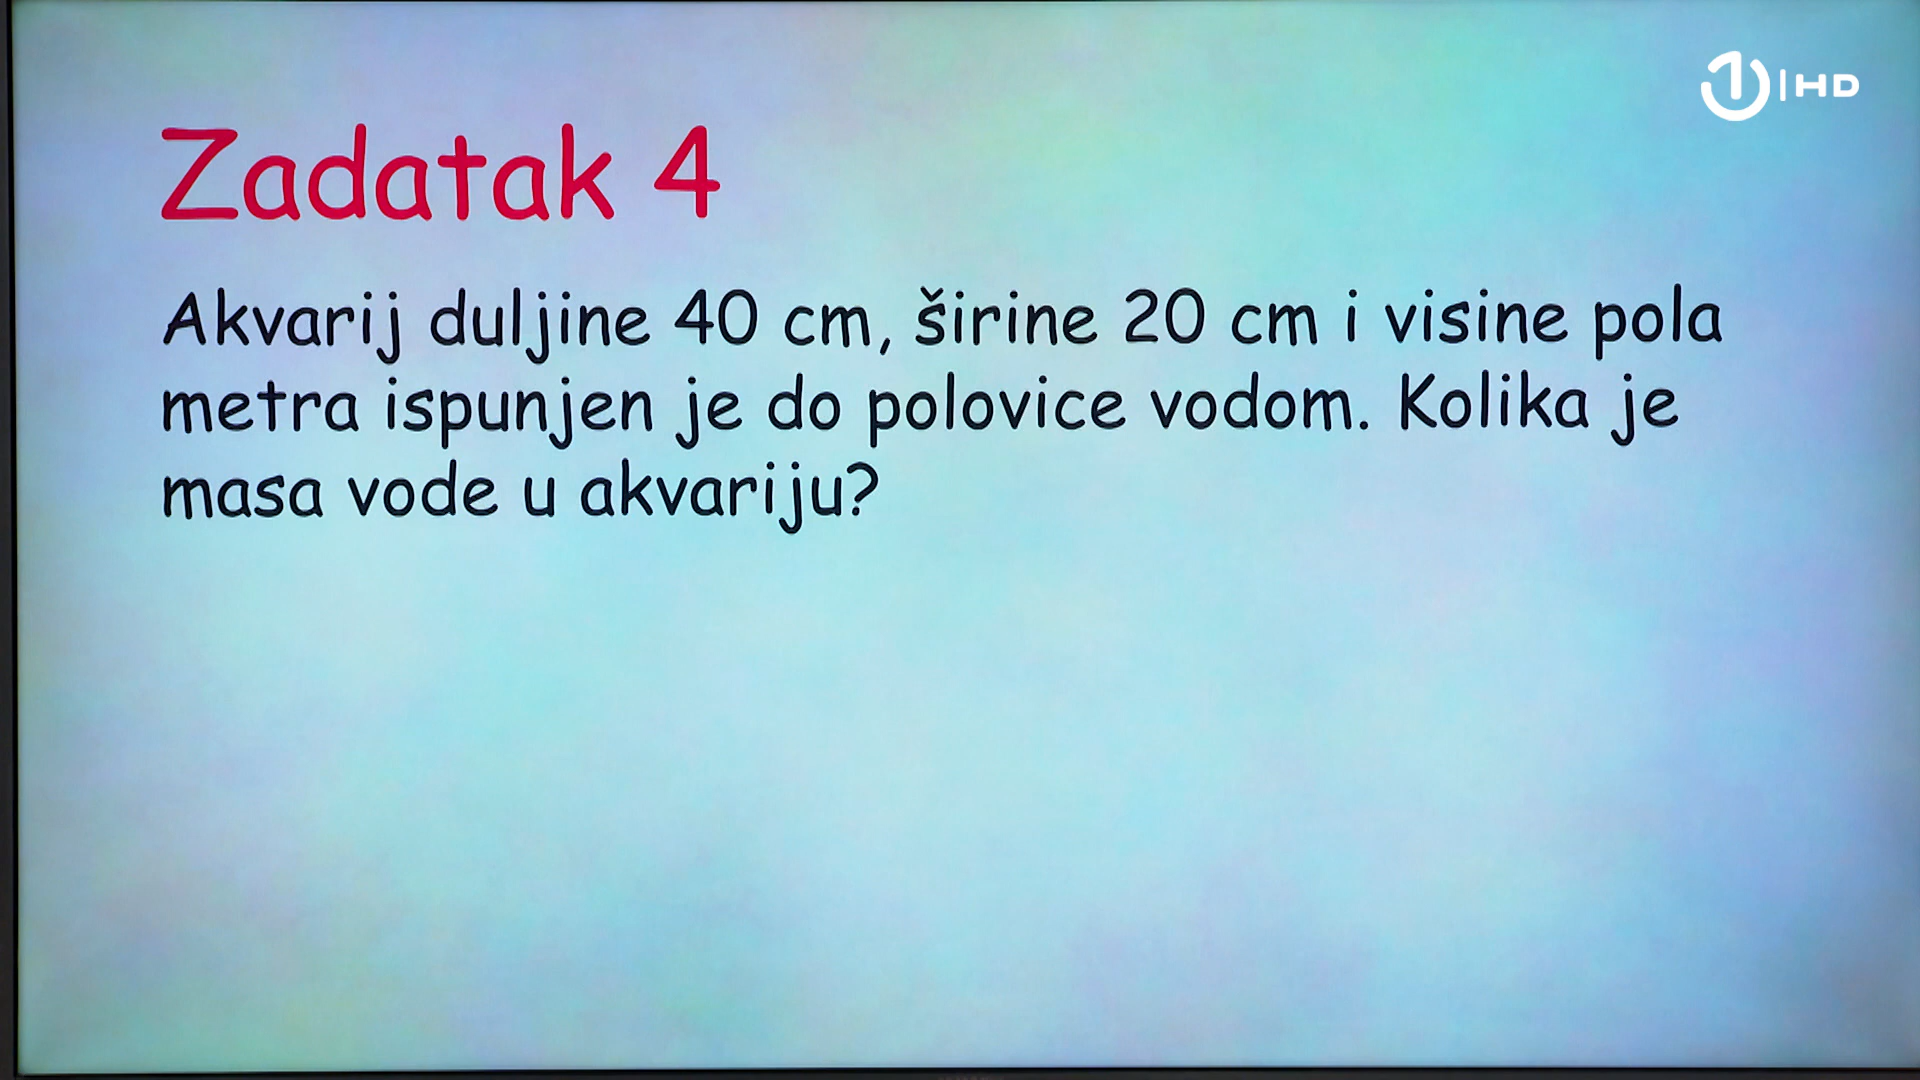 1 | HD
Zadatak 4
Akvarij duljine 40 cm, širine 20 cm i visine pola
metra ispunjen je do polovice vodom. Kolika je
masa vode u akvariju?